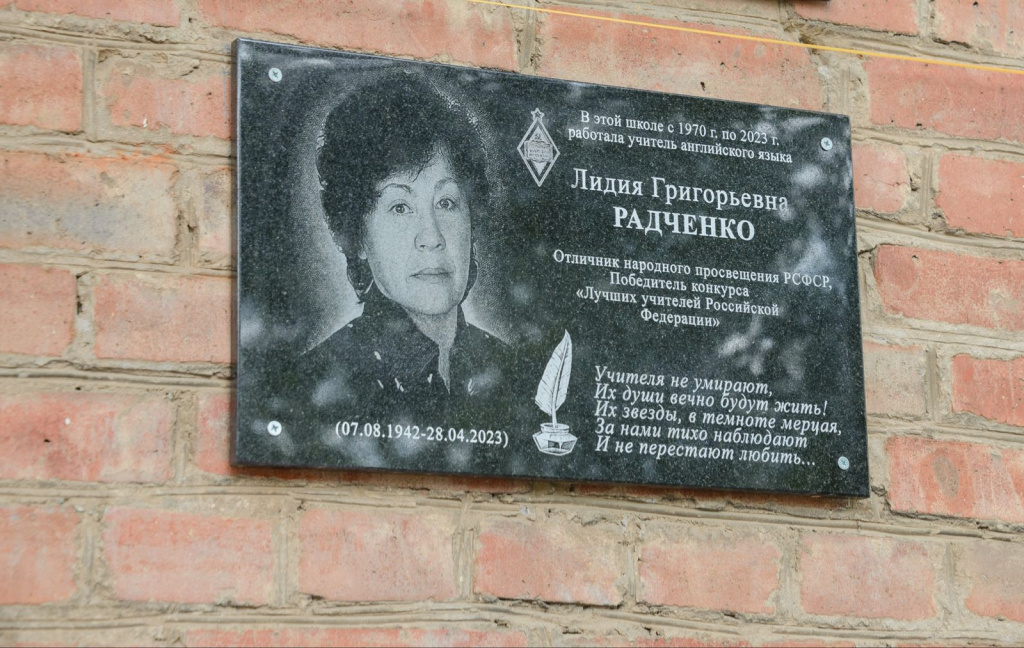 В этой школе с 1970 г. по 2023 г.
работала учитель английского языка
Лидия Григорьевна
РАДЧЕНКО
Отличник народного просвещения РСФСР,
Победитель конкурса
«Лучших учителей Российской
Федерации»
(07.08.1942-28.04.2023)
Учителя не умирают,
Их души вечно будут жить!
Их звезды, в темноте мерцая,
За нами тихо наблюдают
И не перестают любить...